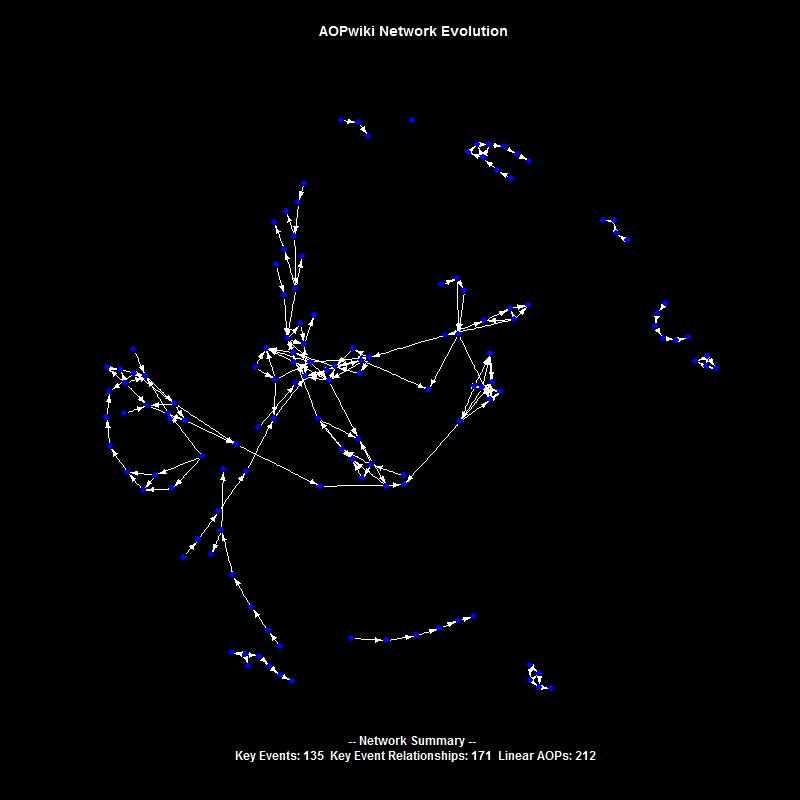 AOPwiki Network Evolution
-- Network Summary --
Key Events: 135 Key Event Relationships: 171 Linear AOPs: 212